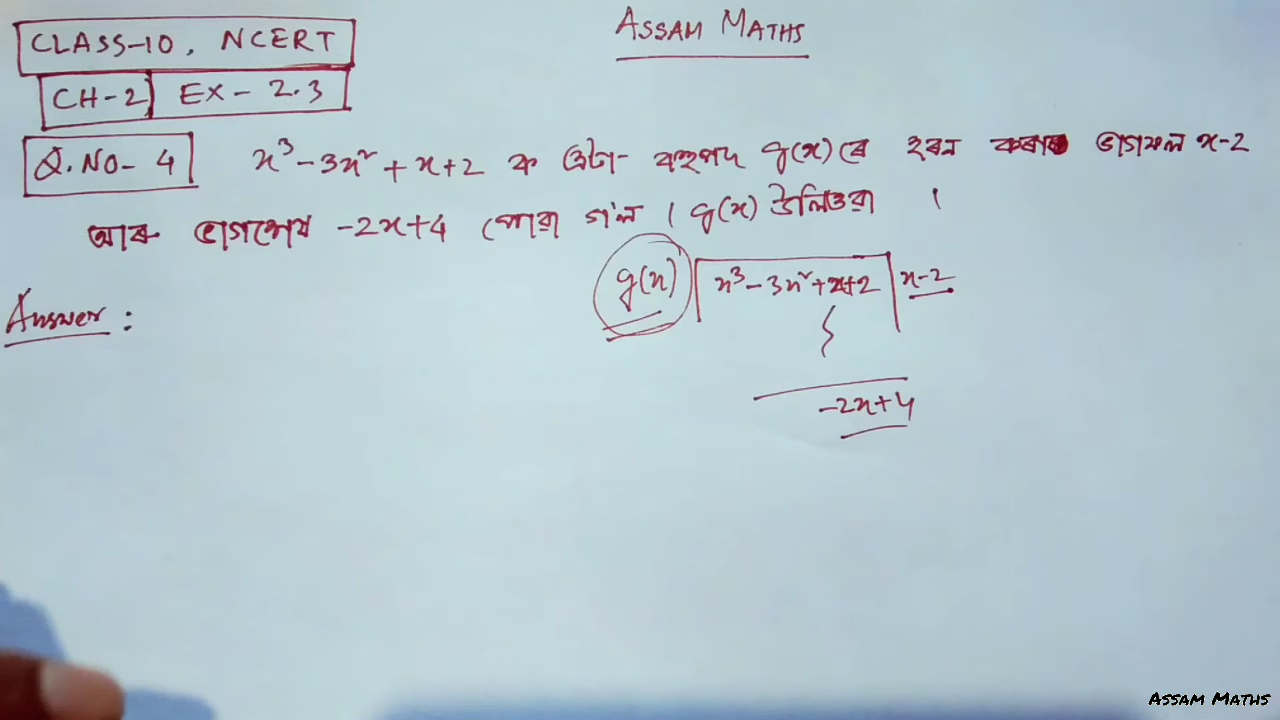 ASSAM MATHS
CLASS-10, NCERT
CH-2 EX- 2.3
Q.NO- 4 x³-3x²+x+2 ক এটা বহুপদ g(x)ৰে হৰণ কৰাত ভাগফল x-2
আৰু ভাগশেষ -2x+4 পোৱা গ'ল । g(x) উলিওৱা ।
g(x) x³-3x²+x+2 x-2
-2x+4
Answer :
ASSAM MATHS